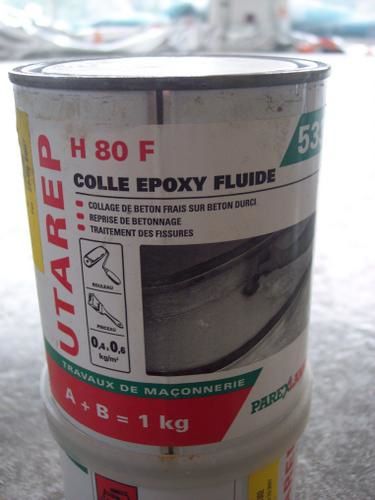 UTAREP
H 80 F
53
COLLE EPOXY FLUIDE
COLLAGE DE BETON FRAIS SUR BETON DURCI
REPRISE DE BETONNAGE
TRAITEMENT DES FISSURES
ROULEAU
PINCEAU
0,4 à 0,6
kg/m²
TRAVAUX DE MAÇONNERIE
A + B = 1 kg
PAREX